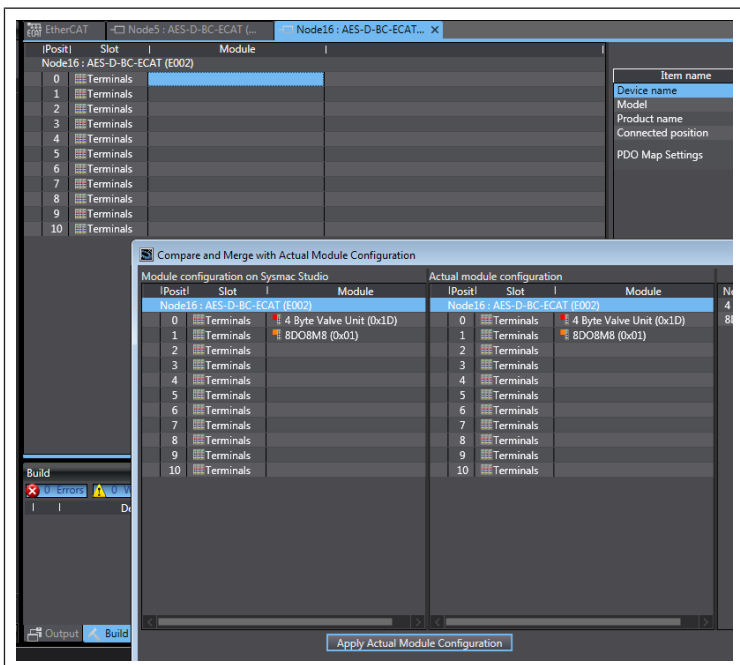 EtherCAT Node5 : AES-D-BC-ECAT (... Node16 : AES-D-BC-ECAT...
Posit Slot Module
Node16 : AES-D-BC-ECAT (E002)
0 Terminals
1 Terminals
2 Terminals
3 Terminals
4 Terminals
5 Terminals
6 Terminals
7 Terminals
8 Terminals
9 Terminals
10 Terminals
Item name
Device name
Model
Product name
Connected position
PDO Map Settings
Compare and Merge with Actual Module Configuration
Module configuration on Sysmac Studio
Posit Slot Module
Node16 : AES-D-BC-ECAT (E002)
0 Terminals 4 Byte Valve Unit (0x1D)
1 Terminals 8DO8M8 (0x01)
2 Terminals
3 Terminals
4 Terminals
5 Terminals
6 Terminals
7 Terminals
8 Terminals
9 Terminals
10 Terminals
Actual module configuration
Posit Slot Module
Node16 : AES-D-BC-ECAT (E002)
0 Terminals 4 Byte Valve Unit (0x1D)
1 Terminals 8DO8M8 (0x01)
2 Terminals
3 Terminals
4 Terminals
5 Terminals
6 Terminals
7 Terminals
8 Terminals
9 Terminals
10 Terminals
Build
0 Errors 0 W
De
Output Build
Apply Actual Module Configuration